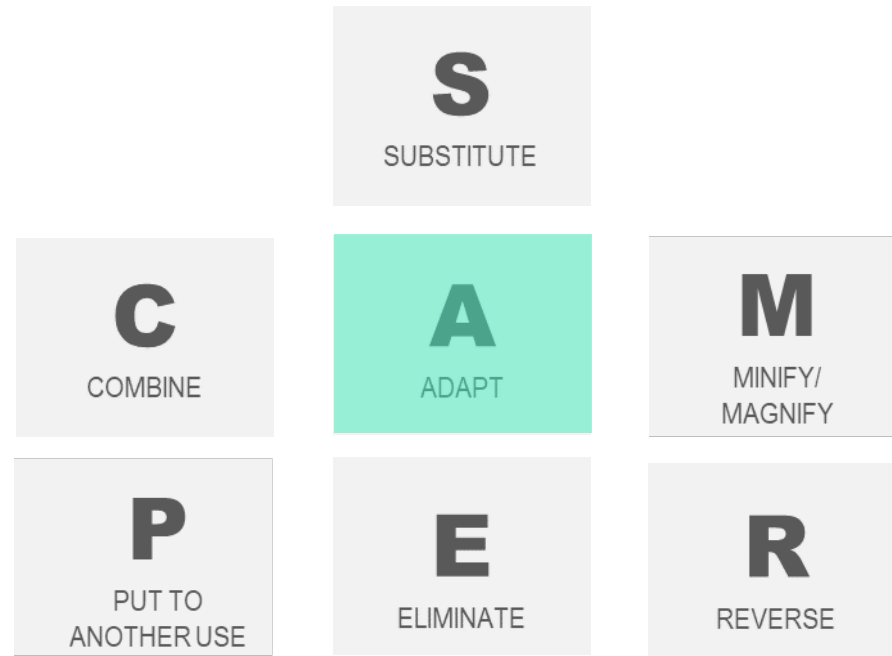 S
SUBSTITUTE
C
COMBINE
A
ADAPT
M
MINIFY/
MAGNIFY
P
PUT TO
ANOTHER USE
E
ELIMINATE
R
REVERSE